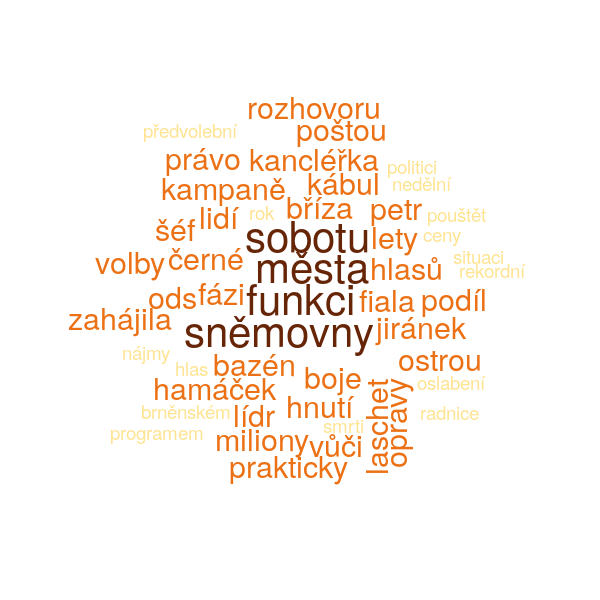 rozhovoru
předvolební poštou
právo kancléřka politici
kampaně kábul nedělní
šéf lidí rok bříza petr pouštět
sobotu lety ceny
volby černé města hlasů situaci rekordní
ods fázi funkci fiala podíl
zahájila sněmovny jiránek
nájmy hlas bazén ostrou
hamáček boje oslabení
brněnském lídr hnutí laschet opravy radnice
programem miliony vůči smrti
prakticky